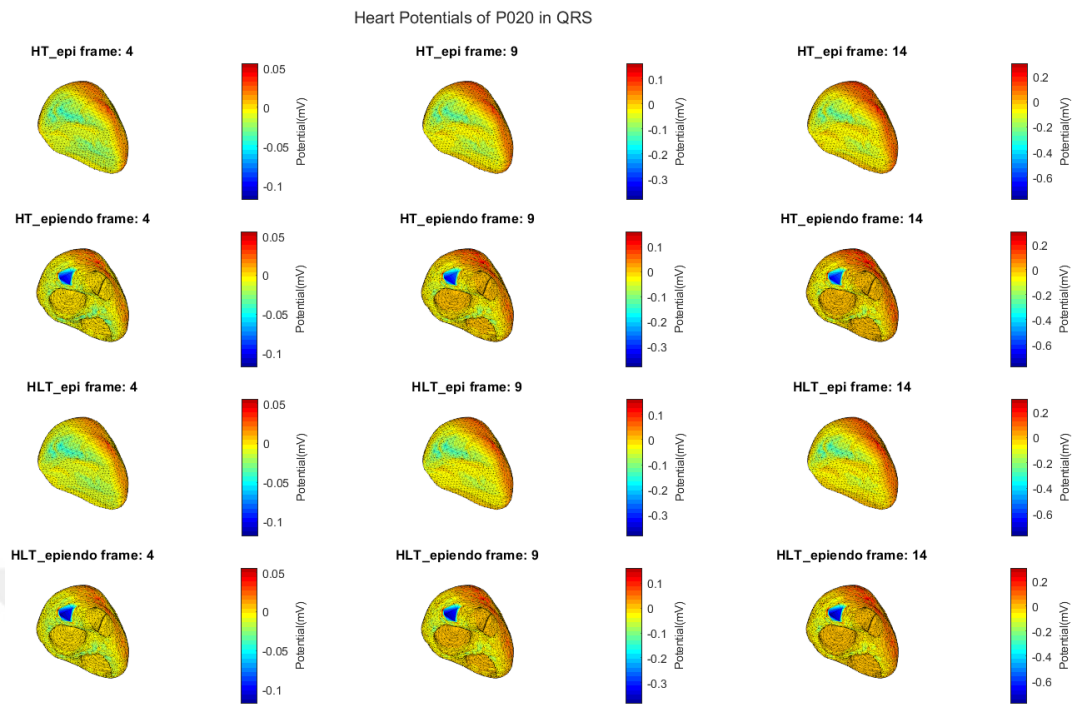 Heart Potentials of P020 in QRS
HT_epi frame: 4
0.05
0
-0.05
-0.1
Potential(mV)
HT_epi frame: 9
0.1
0
-0.1
-0.2
-0.3
Potential(mV)
HT_epi frame: 14
0.2
0
-0.2
-0.4
-0.6
Potential(mV)
HT_epiendo frame: 4
0.05
0
-0.05
-0.1
Potential(mV)
HT_epiendo frame: 9
0.1
0
-0.1
-0.2
-0.3
Potential(mV)
HT_epiendo frame: 14
0.2
0
-0.2
-0.4
-0.6
Potential(mV)
HLT_epi frame: 4
0.05
0
-0.05
-0.1
Potential(mV)
HLT_epi frame: 9
0.1
0
-0.1
-0.2
-0.3
Potential(mV)
HLT_epi frame: 14
0.2
0
-0.2
-0.4
-0.6
Potential(mV)
HLT_epiendo frame: 4
0.05
0
-0.05
-0.1
Potential(mV)
HLT_epiendo frame: 9
0.1
0
-0.1
-0.2
-0.3
Potential(mV)
HLT_epiendo frame: 14
0.2
0
-0.2
-0.4
-0.6
Potential(mV)